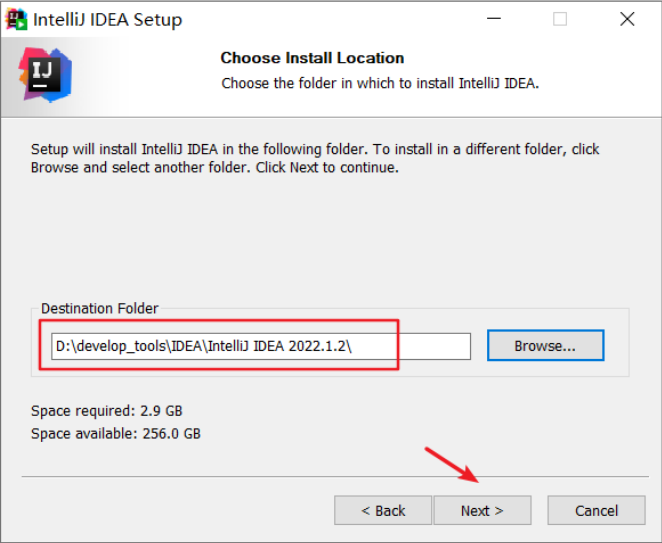 IntelliJ IDEA Setup
IJ
Choose Install Location
Choose the folder in which to install IntelliJ IDEA.
Setup will install IntelliJ IDEA in the following folder. To install in a different folder, click
Browse and select another folder. Click Next to continue.
Destination Folder
D:\develop_tools\IDEA\IntelliJ IDEA 2022.1.2\
Browse...
Space required: 2.9 GB
Space available: 256.0 GB
< Back
Next >
Cancel